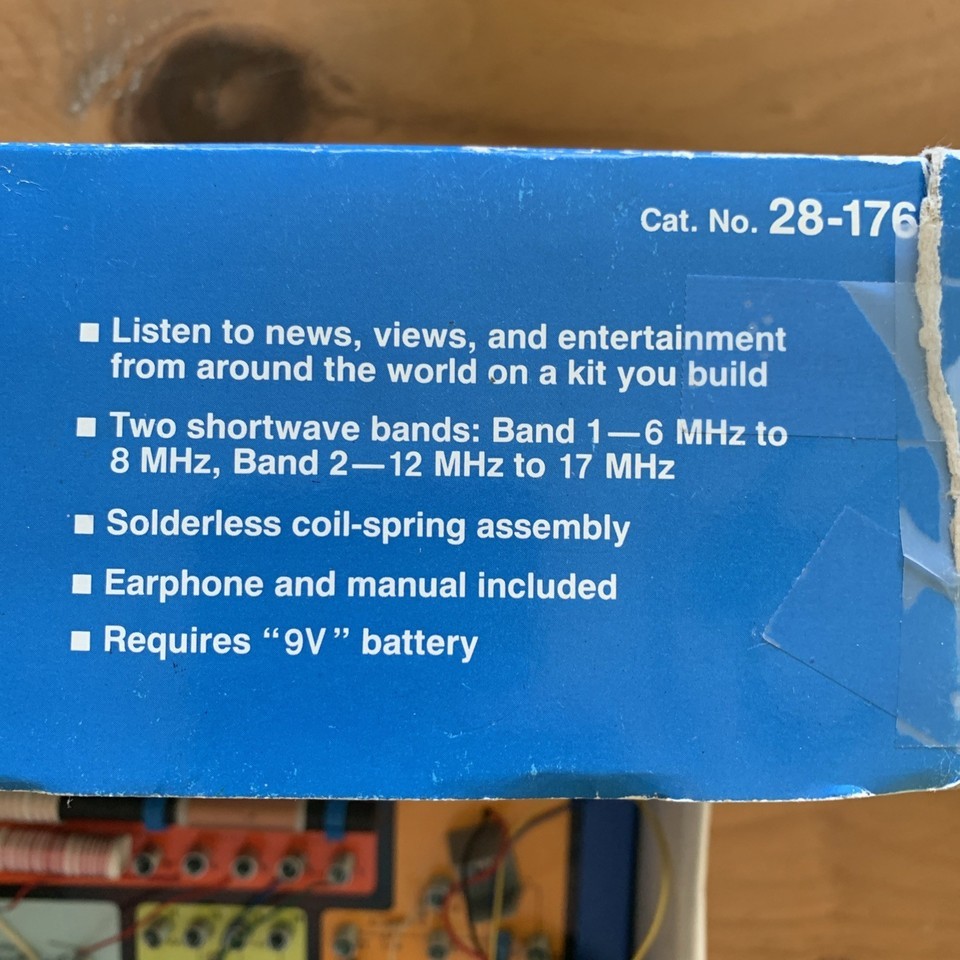 Cat. No. 28-176
■ Listen to news, views, and entertainment
from around the world on a kit you build
■ Two shortwave bands: Band 1—6 MHz to
8 MHz, Band 2—12 MHz to 17 MHz
■ Solderless coil-spring assembly
■ Earphone and manual included
■ Requires “9V” battery